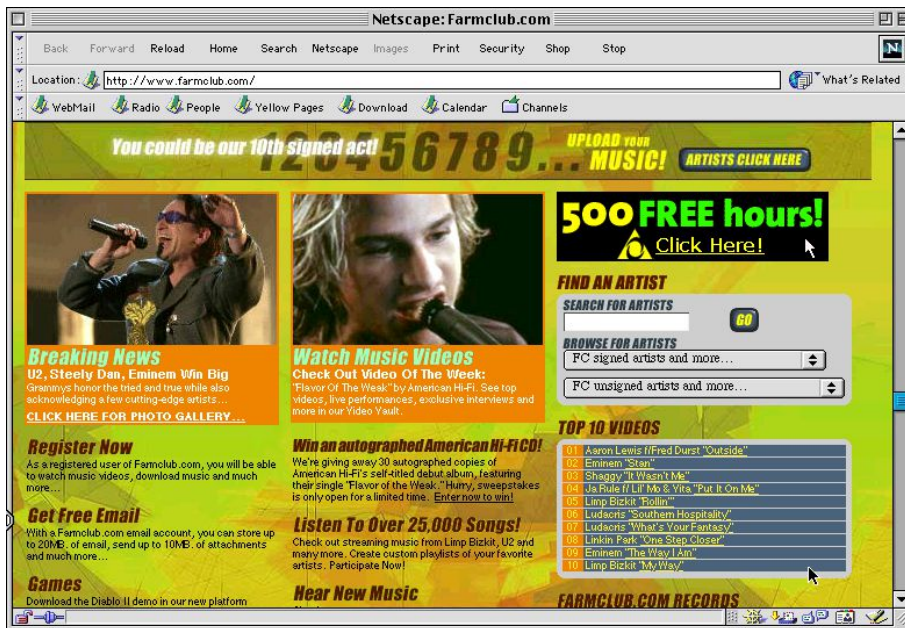 Netscape: Farmclub.com
Back Forward Reload Home Search Netscape Images Print Security Shop Stop
N
Location: http://www.farmclub.com/ What's Related
WebMail Radio People Yellow Pages Download Calendar Channels
You could be our 10th signed act!
123456789...
UPLOAD YOUR
MUSIC!
ARTISTS CLICK HERE
Breaking News
U2, Steely Dan, Eminem Win Big
Grammys honor the tried and true while also
acknowledging a few cutting-edge artists...
CLICK HERE FOR PHOTO GALLERY...
Register Now
As a registered user of Farmclub.com, you will be able
to watch music videos, download music and much
more...
Get Free Email
With a Farmclub.com email account, you can store up
to 20MB. of email, send up to 10MB. of attachments
and much more...
Games
Download the Diablo II demo in our new platform
Watch Music Videos
Check Out Video Of The Week:
"Flavor Of The Weak" by American Hi-Fi. See top
videos, live performances, exclusive interviews and
more in our Video Vault.
Win an autographed American Hi-Fi CD!
We're giving away 30 autographed copies of
American Hi-Fi's self-titled debut album, featuring
their single "Flavor of the Weak." Hurry, sweepstakes
is only open for a limited time. Enter now to win!
Listen To Over 25,000 Songs!
Check out streaming music from Limp Bizkit, U2 and
many more. Create custom playlists of your favorite
artists. Participate Now!
Hear New Music
500 FREE hours!
Click Here!
FIND AN ARTIST
SEARCH FOR ARTISTS
GO
BROWSE FOR ARTISTS
FC signed artists and more...
FC unsigned artists and more...
TOP 10 VIDEOS
01 Aaron Lewis f/Fred Durst "Outside"
02 Eminem "Stan"
03 Shaggy "It Wasn't Me"
04 Ja Rule f/ Lil' Mo & Vita "Put It On Me"
05 Limp Bizkit "Rollin'"
06 Ludacris "Southern Hospitality"
07 Ludacris "What's Your Fantasy"
08 Linkin Park "One Step Closer"
09 Eminem "The Way I Am"
10 Limp Bizkit "My Way"
FARMCLUB.COM RECORDS